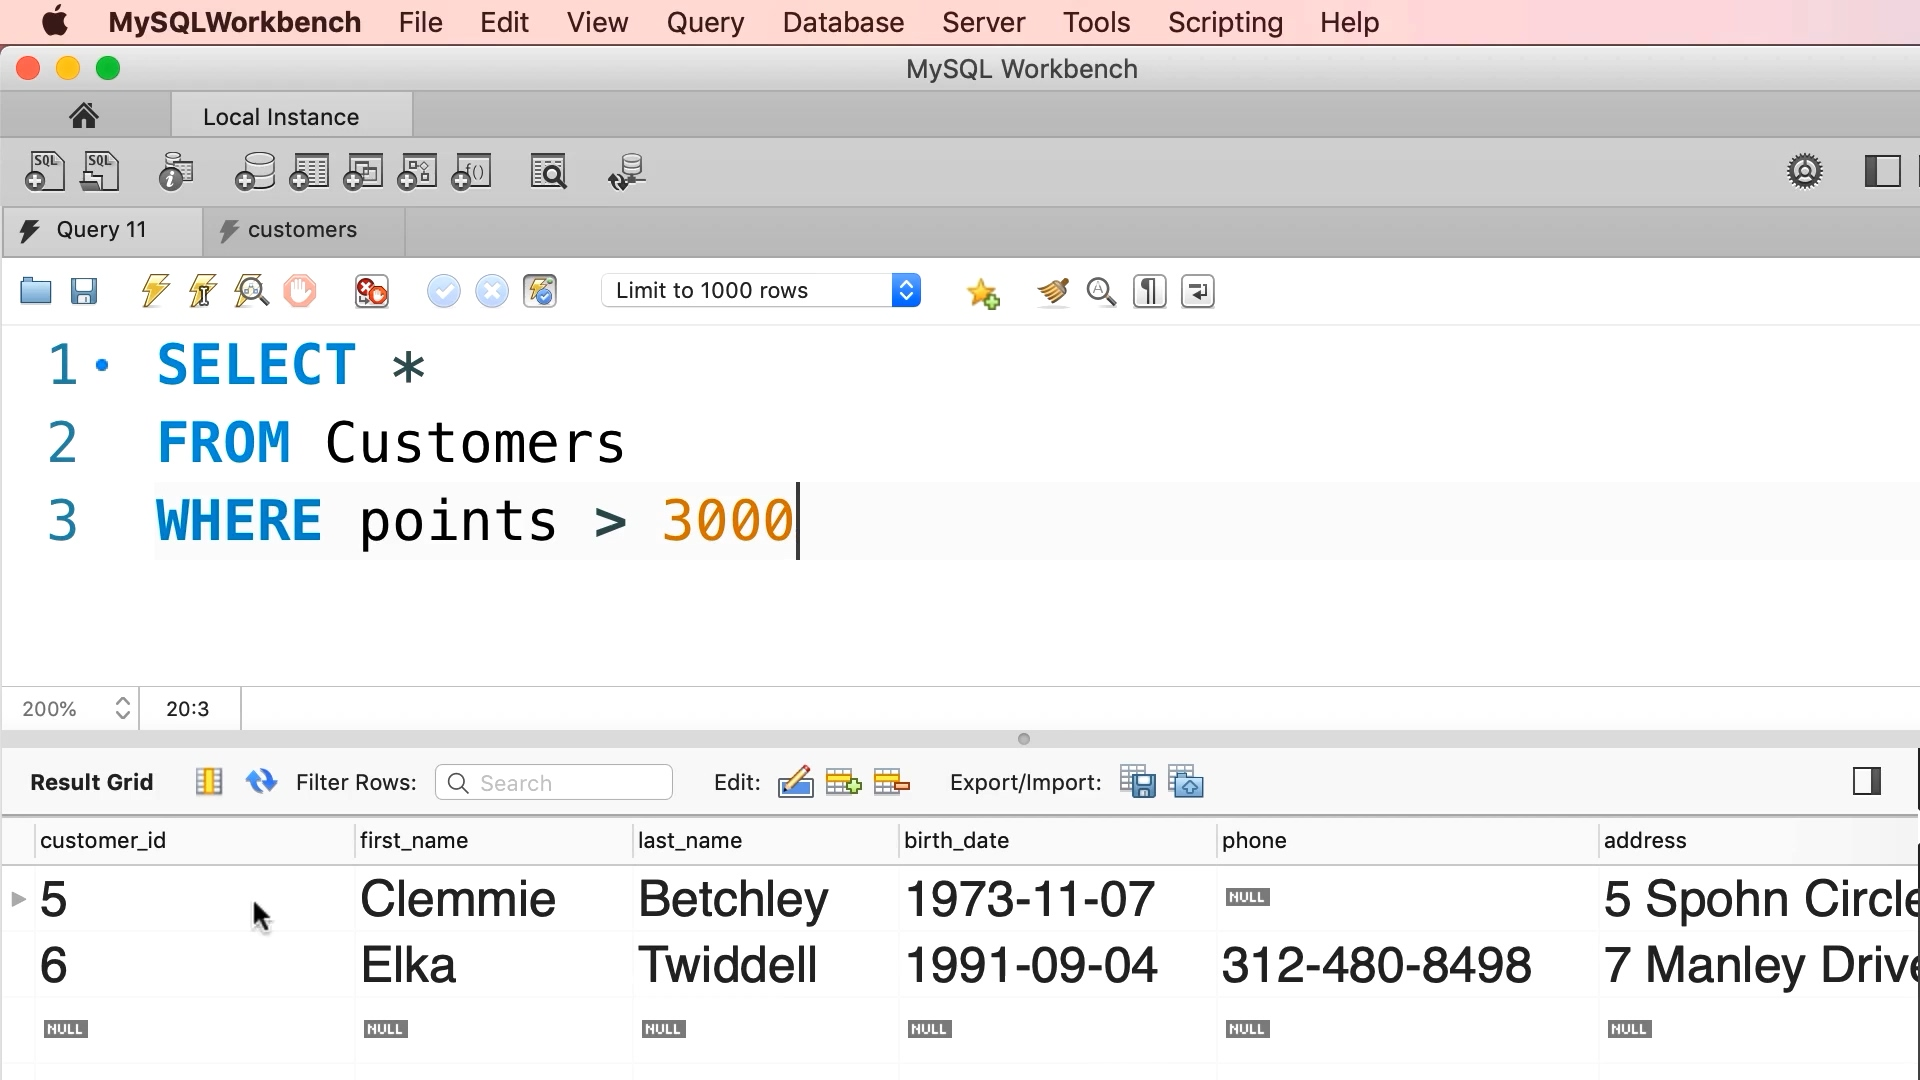 MySQLWorkbench File Edit View Query Database Server Tools Scripting Help
MySQL Workbench
Local Instance
SQL SQL
Query 11 customers
Limit to 1000 rows
1 SELECT *
2 FROM Customers
3 WHERE points > 3000
200% 20:3
Result Grid Filter Rows: Search Edit: Export/Import:
customer_id first_name last_name birth_date phone address
5 Clemmie Betchley 1973-11-07 NULL 5 Spohn Circle
6 Elka Twiddell 1991-09-04 312-480-8498 7 Manley Drive
NULL NULL NULL NULL NULL NULL